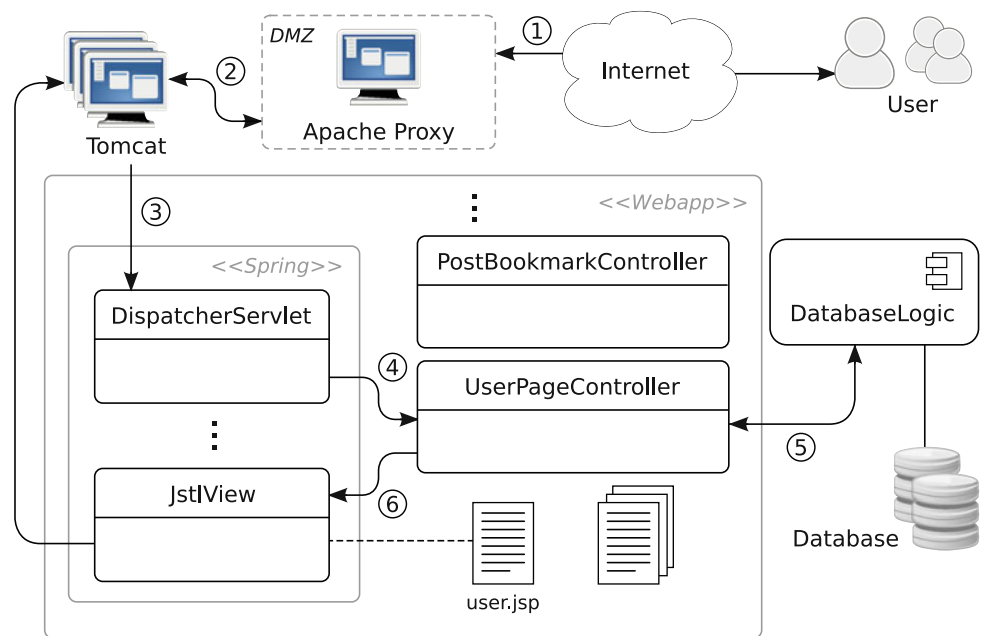 DMZ
①
②
Internet
Apache Proxy
User
Tomcat
③
<<Webapp>>
<<Spring>>
PostBookmarkController
DispatcherServlet
DatabaseLogic
④
UserPageController
⑤
JstlView
⑥
Database
user.jsp